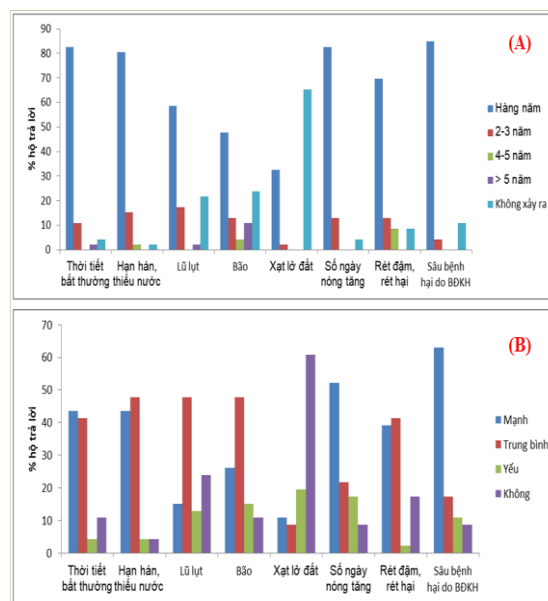 90
80
70
60
50
40
30
20
10
0
% hộ trả lời
(A)
Hàng năm
2-3 năm
4-5 năm
> 5 năm
Không xảy ra
Thời tiết bất thường
Hạn hán, thiếu nước
Lũ lụt
Bão
Xạt lở đất
Số ngày nóng tăng
Rét đậm, rét hại
Sâu bệnh hại do BĐKH
70
60
50
40
30
20
10
0
% hộ trả lời
(B)
Mạnh
Trung bình
Yếu
Không
Thời tiết bất thường
Hạn hán, thiếu nước
Lũ lụt
Bão
Xạt lở đất
Số ngày nóng tăng
Rét đậm, rét hại
Sâu bệnh hại do BĐKH